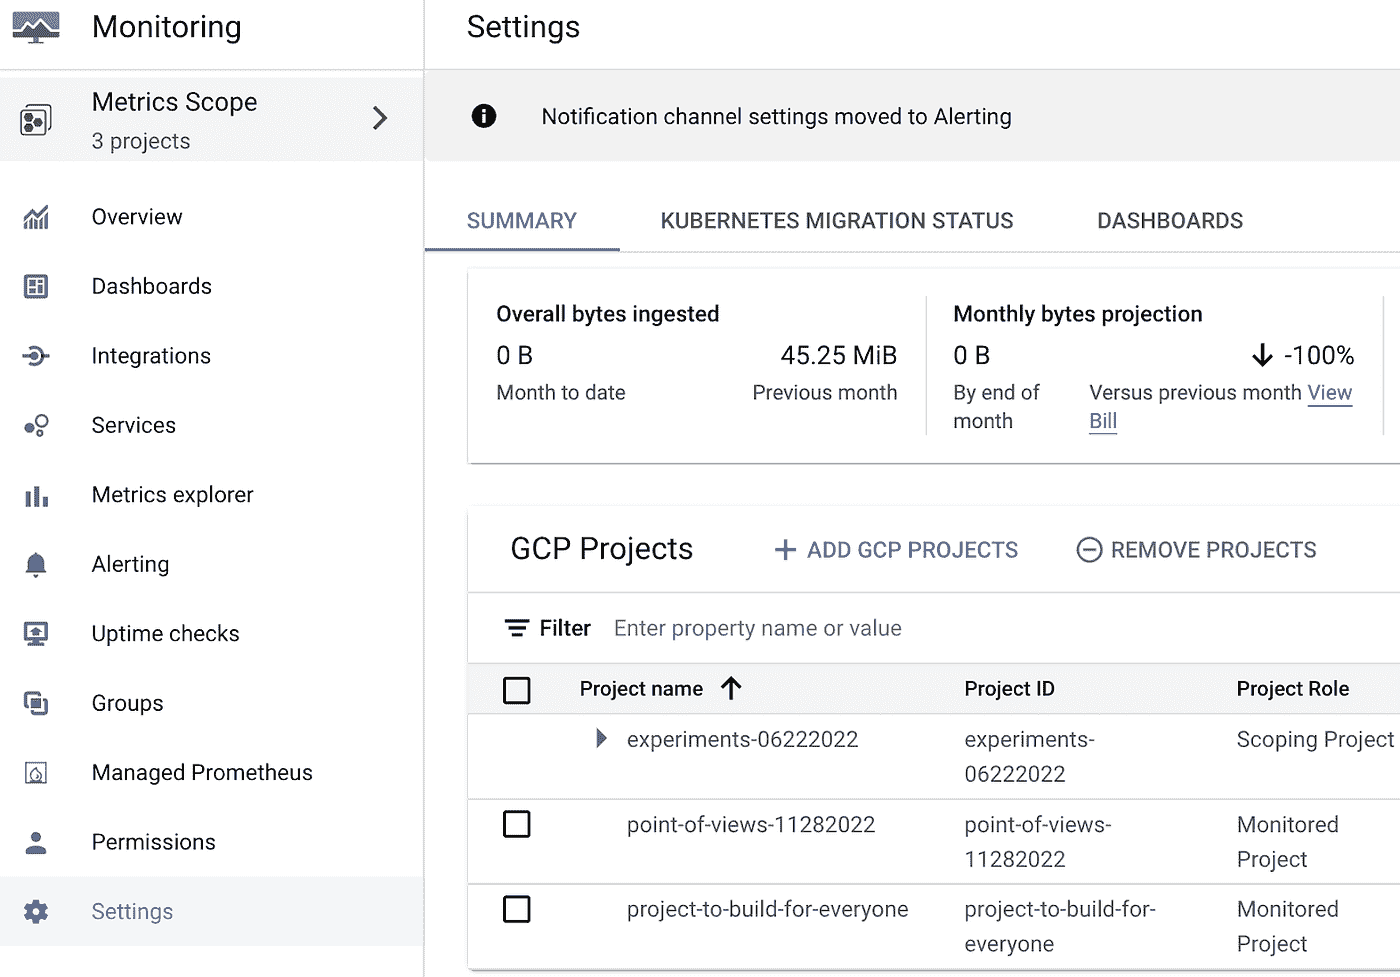 Monitoring
Metrics Scope
3 projects
Overview
Dashboards
Integrations
Services
Metrics explorer
Alerting
Uptime checks
Groups
Managed Prometheus
Permissions
Settings
Settings
Notification channel settings moved to Alerting
SUMMARY KUBERNETES MIGRATION STATUS DASHBOARDS
Overall bytes ingested
0 B 45.25 MiB
Month to date Previous month
Monthly bytes projection
0 B -100%
By end of month
Versus previous month View Bill
GCP Projects ADD GCP PROJECTS REMOVE PROJECTS
Filter Enter property name or value
Project name Project ID Project Role
experiments-06222022 experiments-06222022 Scoping Project
point-of-views-11282022 point-of-views-11282022 Monitored Project
project-to-build-for-everyone project-to-build-for-everyone Monitored Project